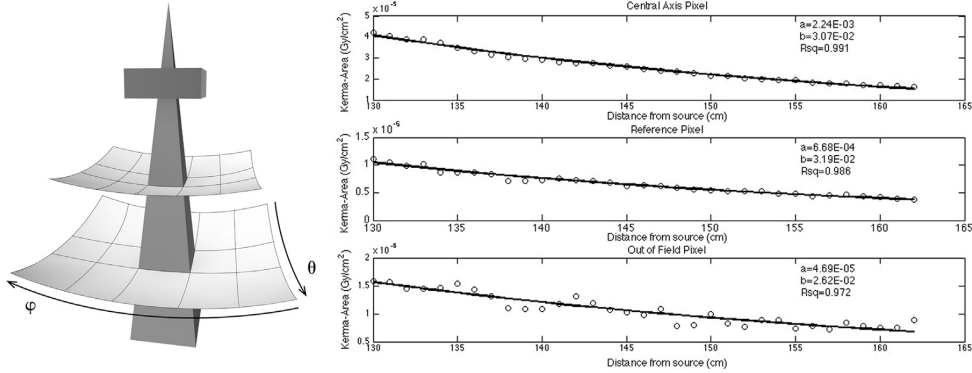 Central Axis Pixel
x 10⁻⁵
5
4
3
2
1
Kerma-Area (Gy/cm²)
a=2.24E-03
b=3.07E-02
Rsq=0.991
130 135 140 145 150 155 160 165
Distance from source (cm)
Reference Pixel
x 10⁻⁵
1.5
1
0.5
0
Kerma-Area (Gy/cm²)
a=6.68E-04
b=3.19E-02
Rsq=0.986
130 135 140 145 150 155 160 165
Distance from source (cm)
Out of Field Pixel
x 10⁻⁶
2
1.5
1
0.5
Kerma-Area (Gy/cm²)
a=4.69E-05
b=2.62E-02
Rsq=0.972
130 135 140 145 150 155 160 165
Distance from source (cm)
θ
φ